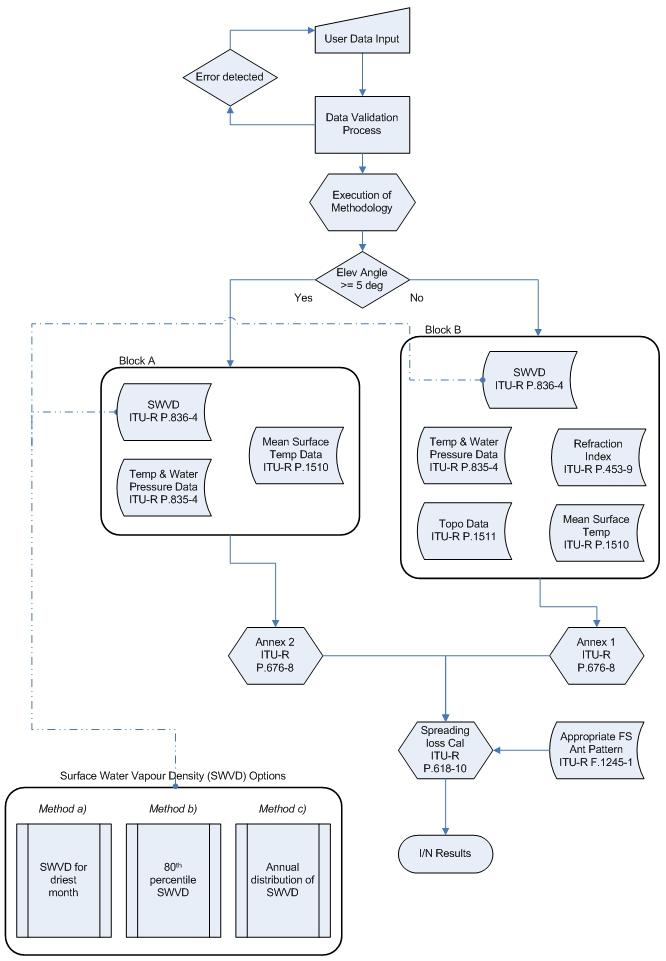 User Data Input
Error detected
Data Validation
Process
Execution of
Methodology
Elev Angle
>= 5 deg
Yes
No
Block A
SWVD
ITU-R P.836-4
Mean Surface
Temp Data
ITU-R P.1510
Temp & Water
Pressure Data
ITU-R P.835-4
Block B
SWVD
ITU-R P.836-4
Temp & Water
Pressure Data
ITU-R P.835-4
Refraction
Index
ITU-R P.453-9
Topo Data
ITU-R P.1511
Mean Surface
Temp
ITU-R P.1510
Annex 2
ITU-R
P.676-8
Annex 1
ITU-R
P.676-8
Spreading
loss Cal
ITU-R
P.618-10
Appropriate FS
Ant Pattern
ITU-R F.1245-1
I/N Results
Surface Water Vapour Density (SWVD) Options
Method a)
Method b)
Method c)
SWVD for
driest
month
80th
percentile
SWVD
Annual
distribution of
SWVD